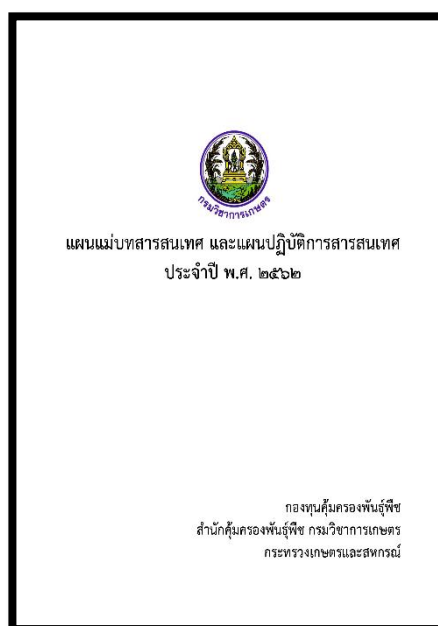 กรมวิชาการเกษตร
แผนแม่บทสารสนเทศ และแผนปฏิบัติการสารสนเทศ
ประจำปี พ.ศ. ๒๕๖๒
กองทุนคุ้มครองพันธุ์พืช
สำนักคุ้มครองพันธุ์พืช กรมวิชาการเกษตร
กระทรวงเกษตรและสหกรณ์